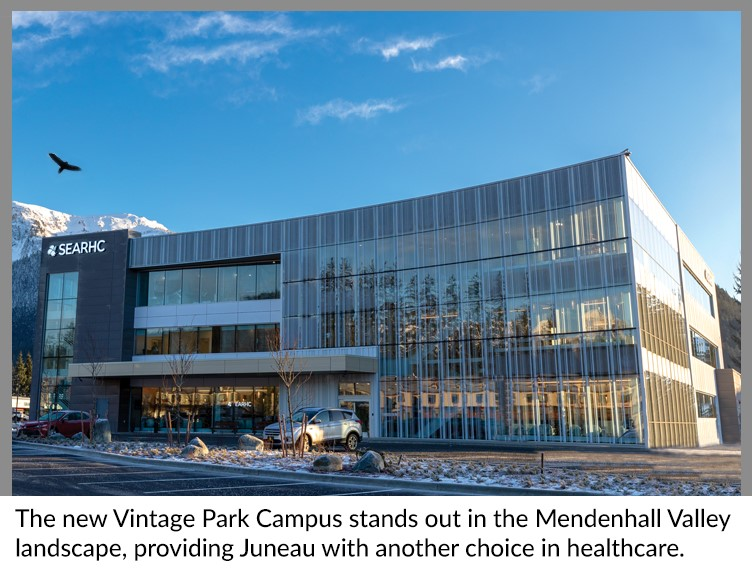 SEARHC
The new Vintage Park Campus stands out in the Mendenhall Valley
landscape, providing Juneau with another choice in healthcare.